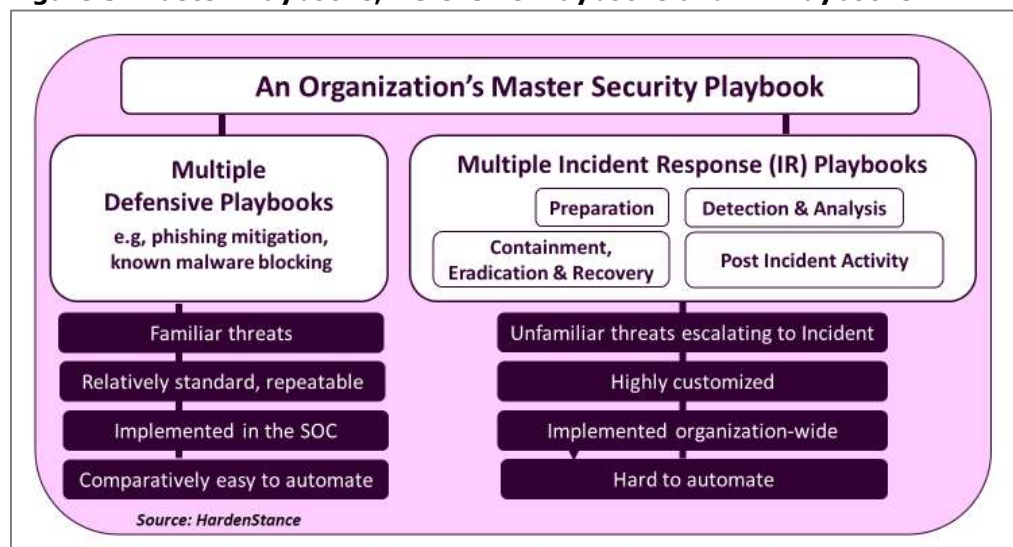 An Organization's Master Security Playbook
Multiple
Defensive Playbooks
e.g, phishing mitigation,
known malware blocking
Multiple Incident Response (IR) Playbooks
Preparation
Detection & Analysis
Containment,
Eradication & Recovery
Post Incident Activity
Familiar threats
Relatively standard, repeatable
Implemented in the SOC
Comparatively easy to automate
Unfamiliar threats escalating to Incident
Highly customized
Implemented organization-wide
Hard to automate
Source: HardenStance